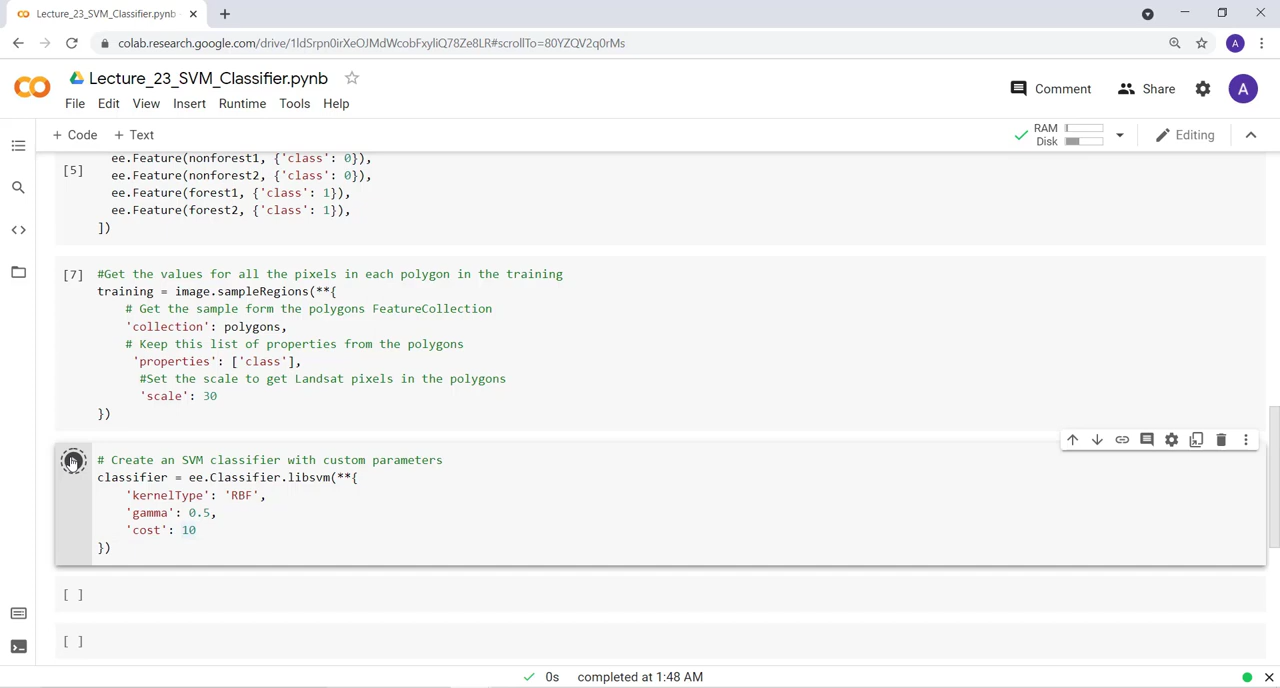 Lecture_23_SVM_Classifier.pynb
colab.research.google.com/drive/1ldSrpn0irXeOJMdWcobFxyliQ78Ze8LR#scrollTo=80YZQV2q0rMs
A
Lecture_23_SVM_Classifier.pynb
File Edit View Insert Runtime Tools Help
Comment Share A
+ Code + Text
RAM
Disk
Editing
ee.Feature(nonforest1, {'class': 0}),
[5]
ee.Feature(nonforest2, {'class': 0}),
ee.Feature(forest1, {'class': 1}),
ee.Feature(forest2, {'class': 1}),
])
[7] #Get the values for all the pixels in each polygon in the training
training = image.sampleRegions(**{
# Get the sample form the polygons FeatureCollection
'collection': polygons,
# Keep this list of properties from the polygons
'properties': ['class'],
#Set the scale to get Landsat pixels in the polygons
'scale': 30
})
# Create an SVM classifier with custom parameters
classifier = ee.Classifier.libsvm(**{
'kernelType': 'RBF',
'gamma': 0.5,
'cost': 10
})
[ ]
[ ]
0s completed at 1:48 AM